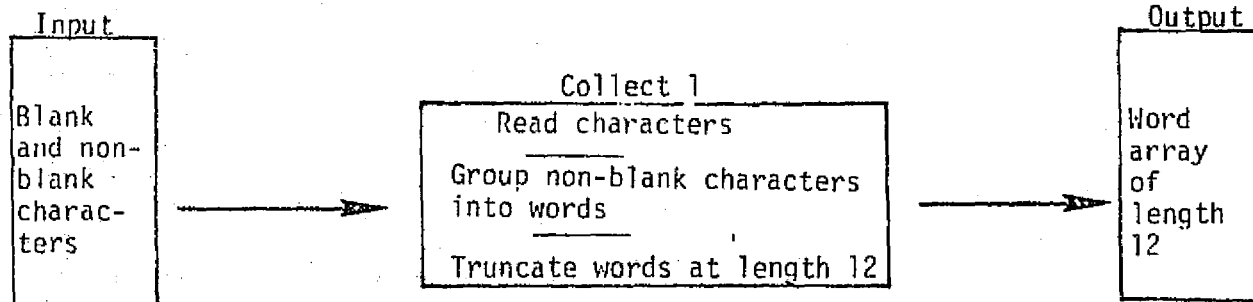 Input
Blank
and non-
blank
charac-
ters
Collect 1
Read characters
Group non-blank characters
into words
Truncate words at length 12
Output
Word
array
of
length
12